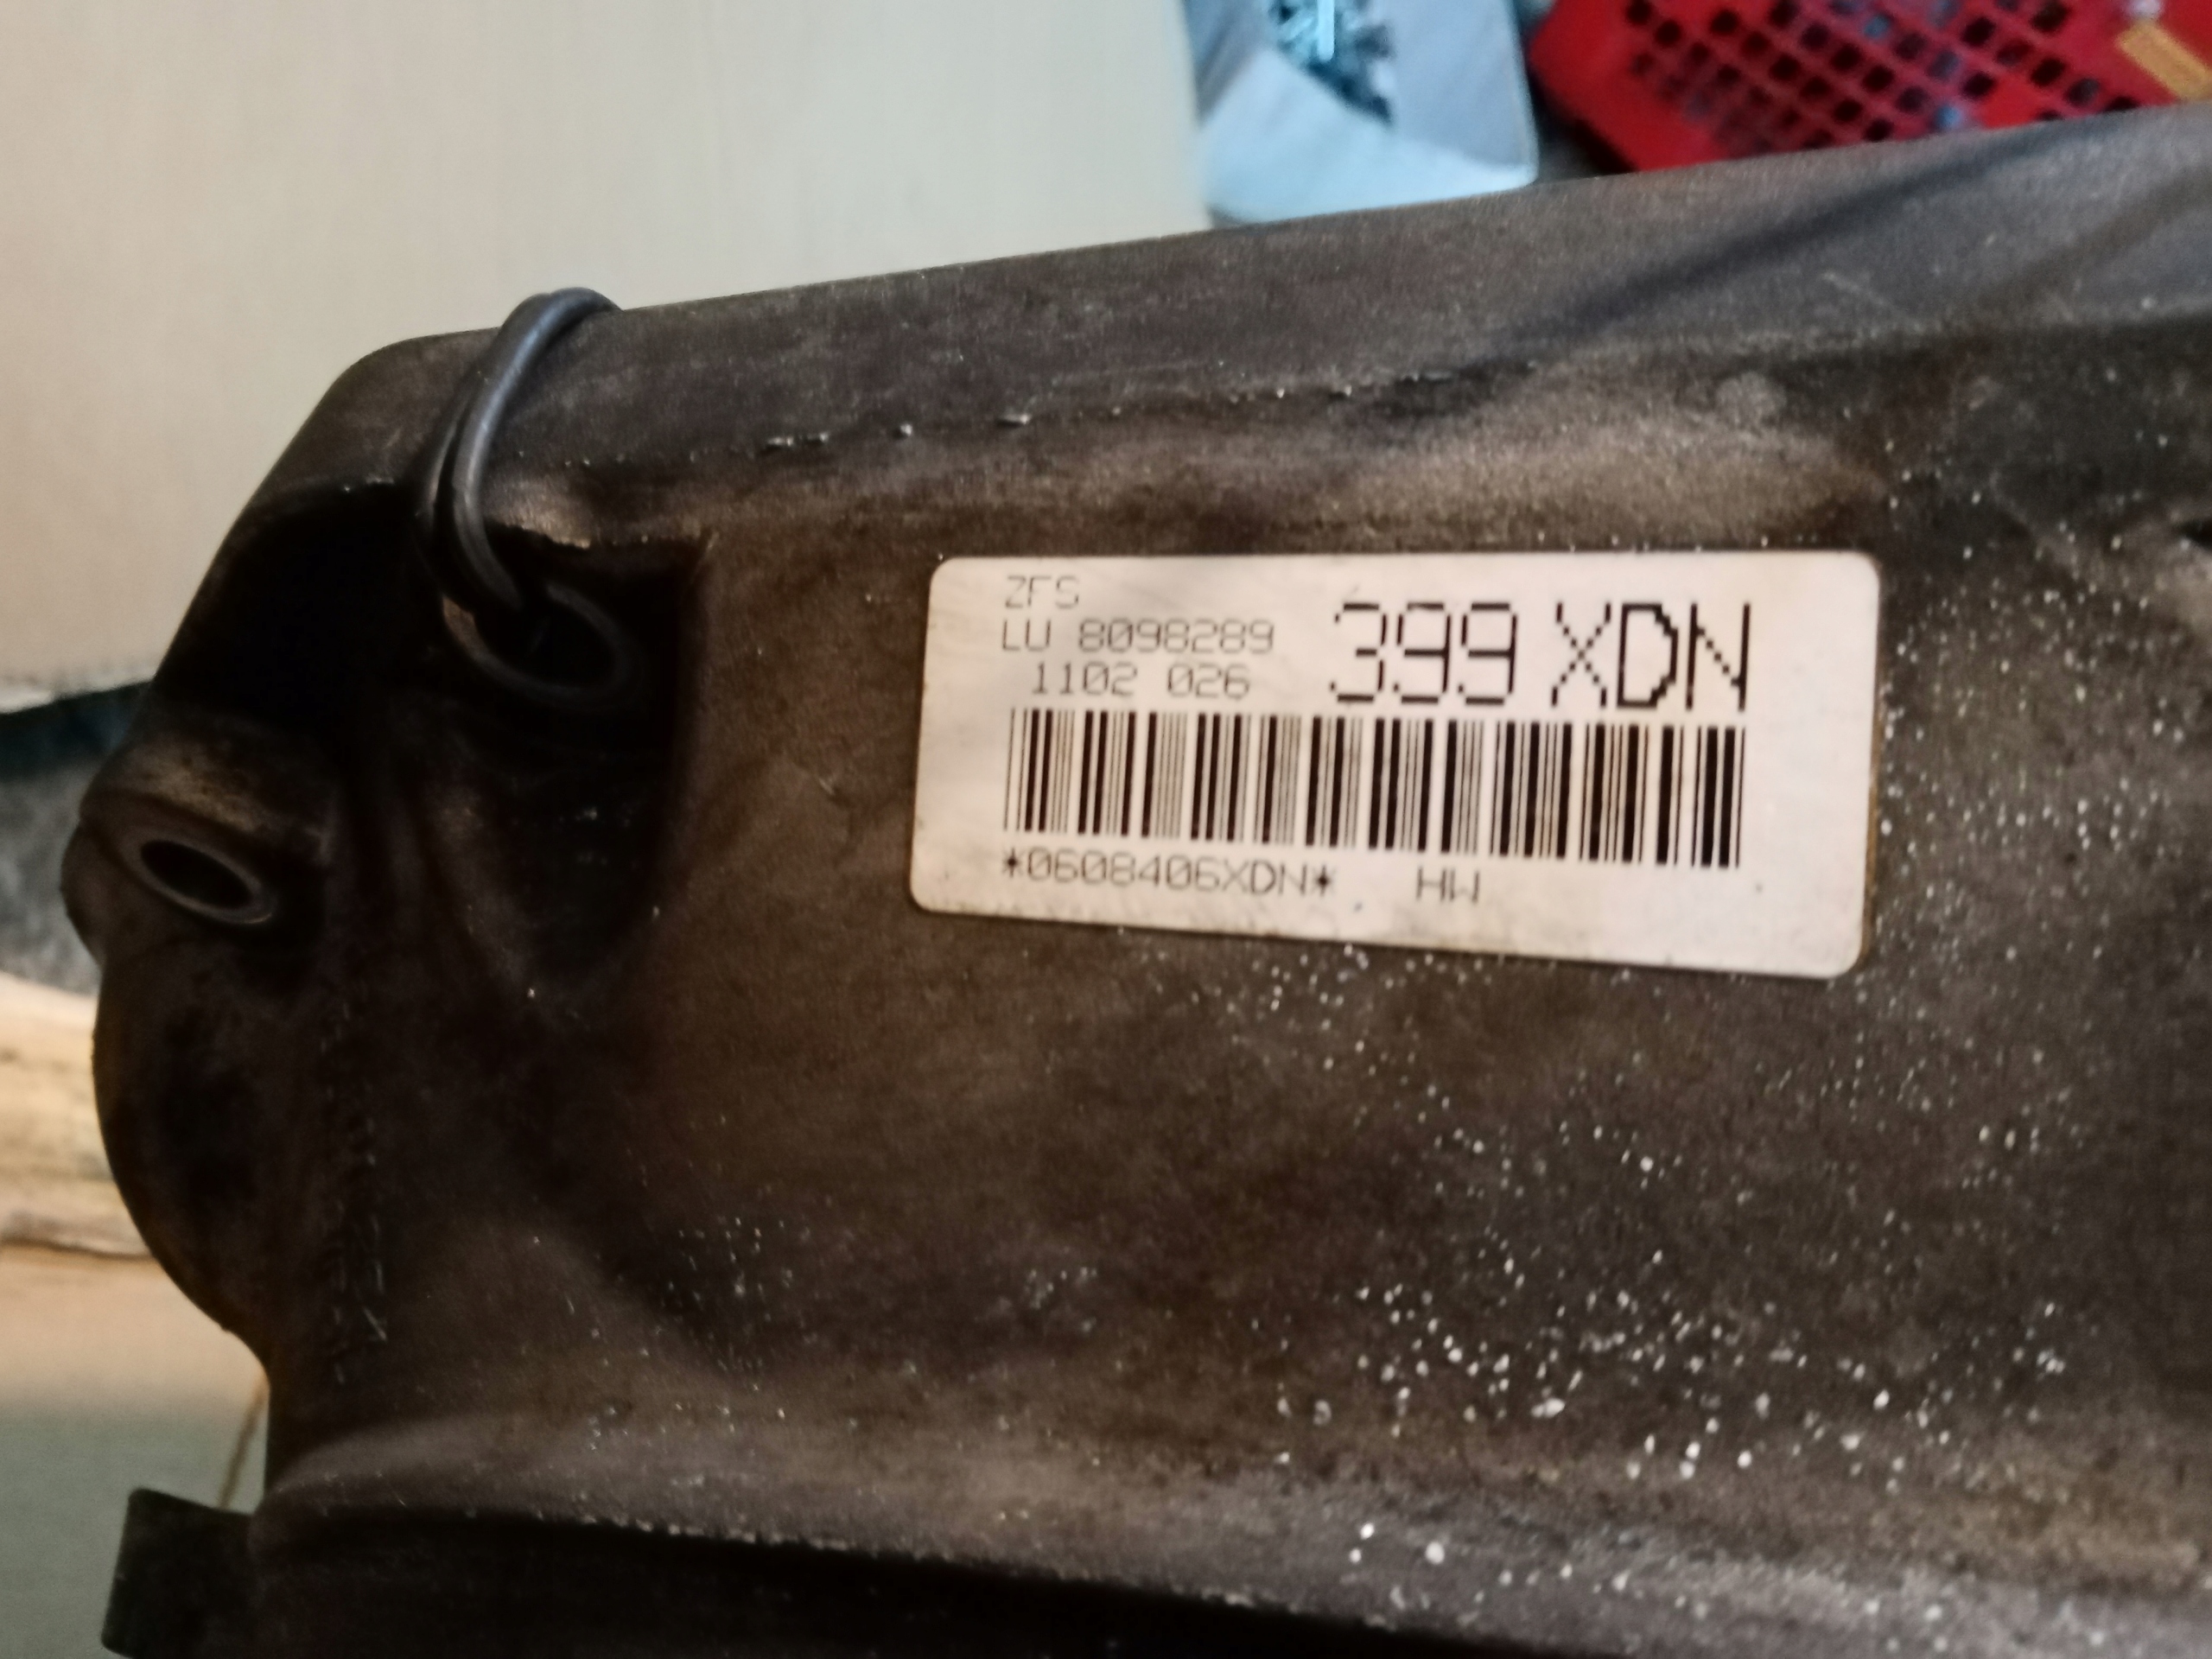 ZFS
LU 8098289
1102 026
399 XDN
*0608406XDN* HW